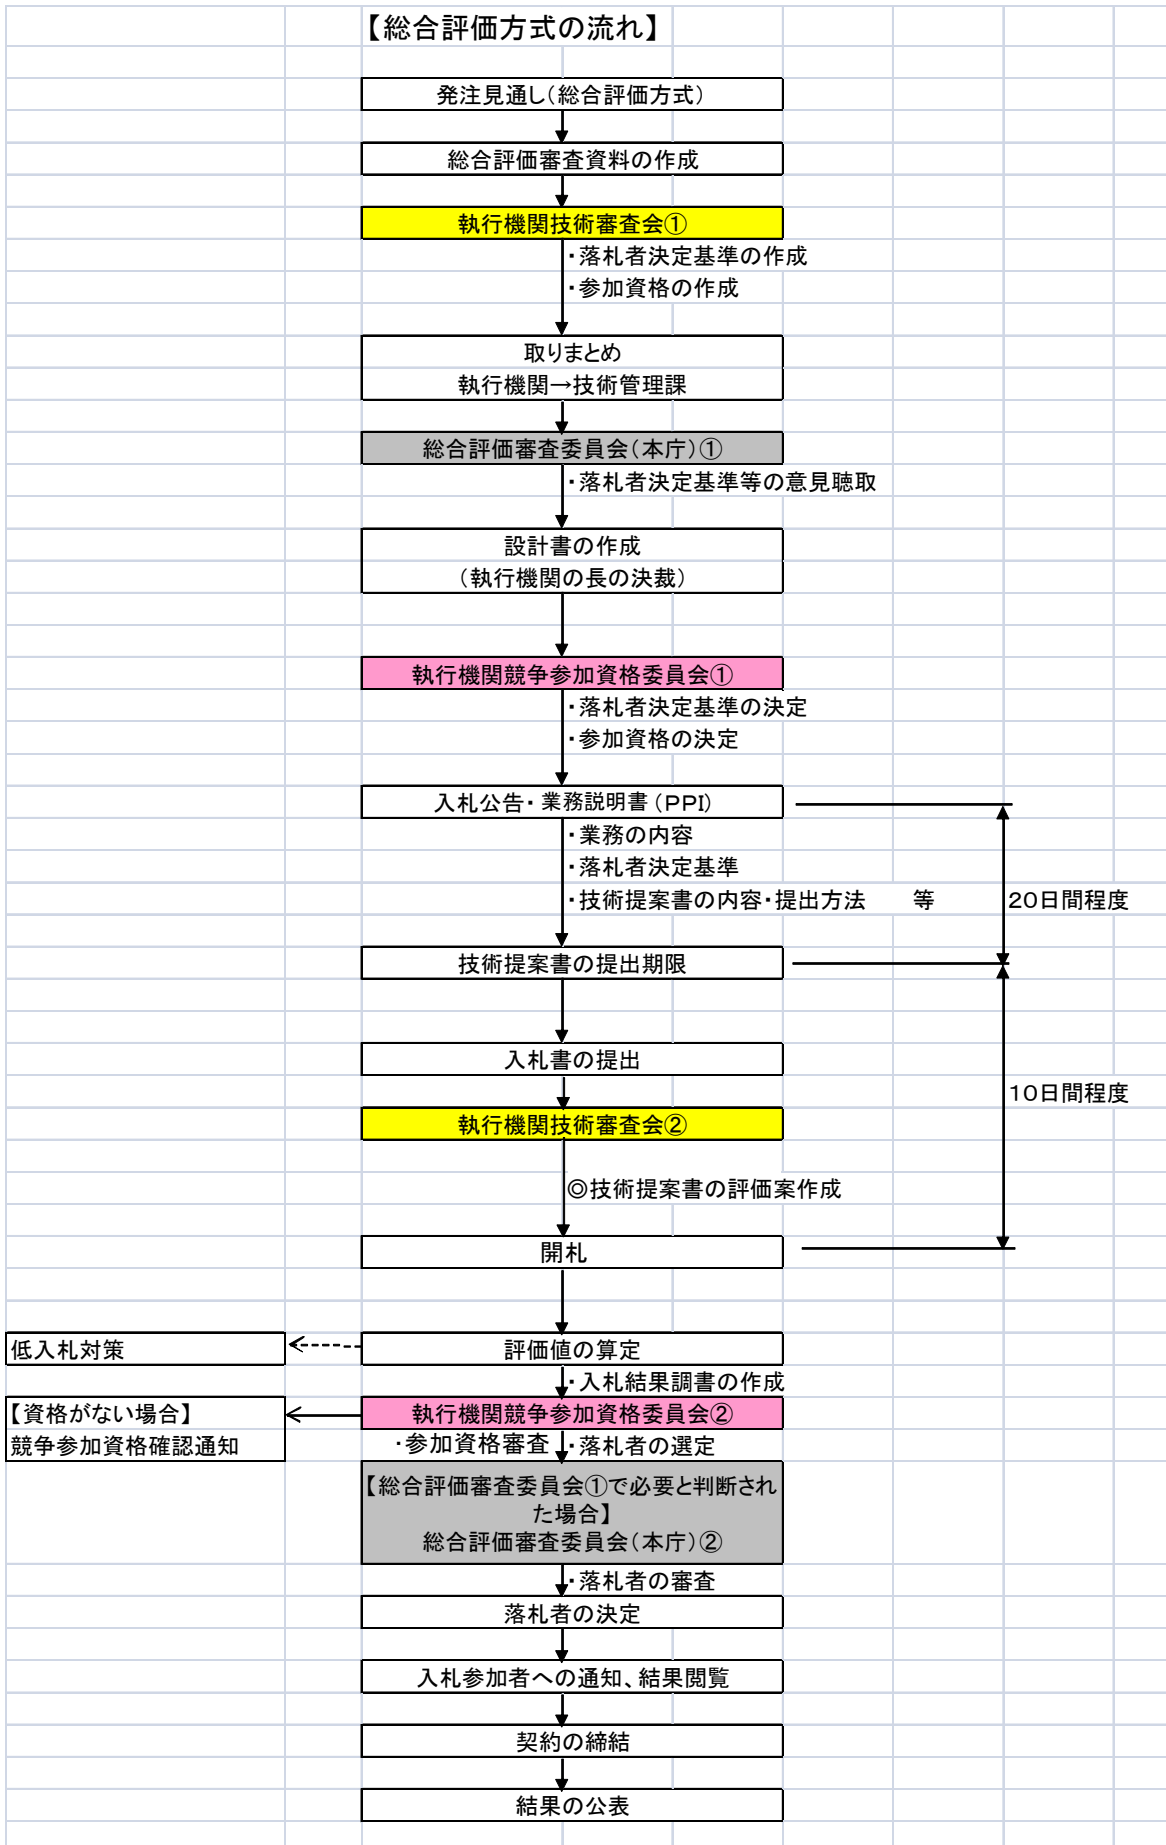 【総合評価方式の流れ】
発注見通し（総合評価方式）
総合評価審査資料の作成
執行機関技術審査会①
・落札者決定基準の作成
・参加資格の作成
取りまとめ
執行機関→技術管理課
総合評価審査委員会（本庁）①
・落札者決定基準等の意見聴取
設計書の作成
（執行機関の長の決裁）
執行機関競争参加資格委員会①
・落札者決定基準の決定
・参加資格の決定
入札公告・業務説明書（PPI）
・業務の内容
・落札者決定基準
・技術提案書の内容・提出方法　　等
20日間程度
技術提案書の提出期限
入札書の提出
10日間程度
執行機関技術審査会②
◎技術提案書の評価案作成
開札
低入札対策
評価値の算定
・入札結果調書の作成
【資格がない場合】
競争参加資格確認通知
執行機関競争参加資格委員会②
・参加資格審査
・落札者の選定
【総合評価審査委員会①で必要と判断され
た場合】
総合評価審査委員会（本庁）②
・落札者の審査
落札者の決定
入札参加者への通知、結果閲覧
契約の締結
結果の公表